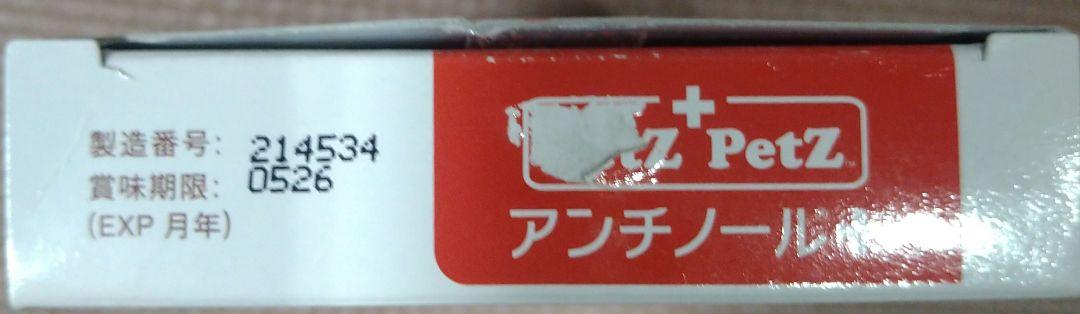 製造番号: 214534
賞味期限: 0526
(EXP 月年)
PetZ™
アンチノール